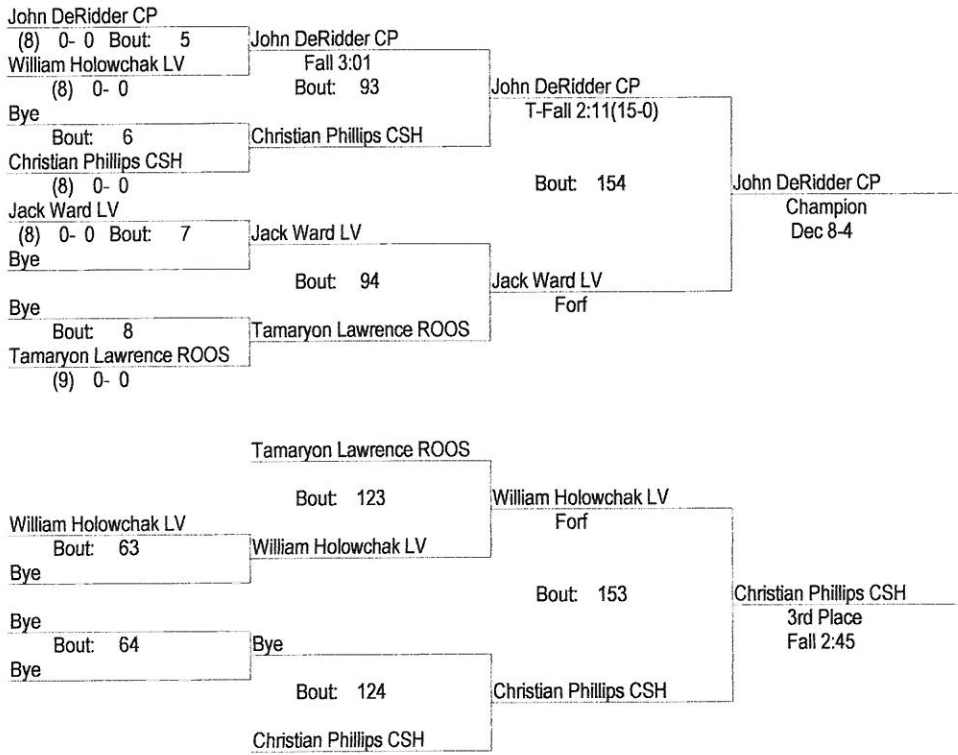 John DeRidder CP
(8) 0- 0 Bout: 5
William Holowchak LV
(8) 0- 0
Bye
Bout: 6
Christian Phillips CSH
(8) 0- 0
Jack Ward LV
(8) 0- 0 Bout: 7
Bye
Bye
Bout: 8
Tamaryon Lawrence ROOS
(9) 0- 0
John DeRidder CP
Fall 3:01
Bout: 93
Christian Phillips CSH
Jack Ward LV
Bout: 94
Tamaryon Lawrence ROOS
John DeRidder CP
T-Fall 2:11(15-0)
Bout: 154
Jack Ward LV
Forf
John DeRidder CP
Champion
Dec 8-4
William Holowchak LV
Bout: 63
Bye
Bye
Bout: 64
Bye
Tamaryon Lawrence ROOS
Bout: 123
William Holowchak LV
Bye
Bout: 124
Christian Phillips CSH
William Holowchak LV
Forf
Bout: 153
Christian Phillips CSH
Christian Phillips CSH
3rd Place
Fall 2:45